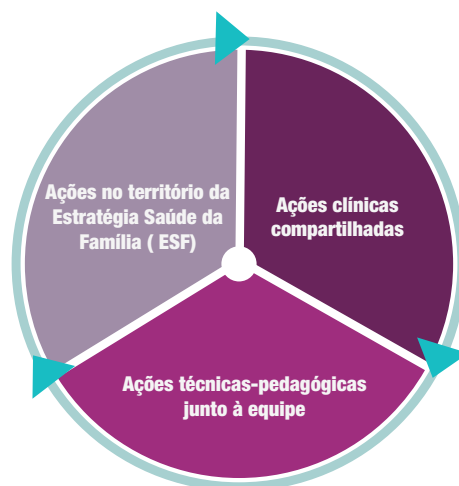 Ações no território da
Estratégia Saúde da
Família ( ESF)
Ações clínicas
compartilhadas
Ações técnicas-pedagógicas
junto à equipe